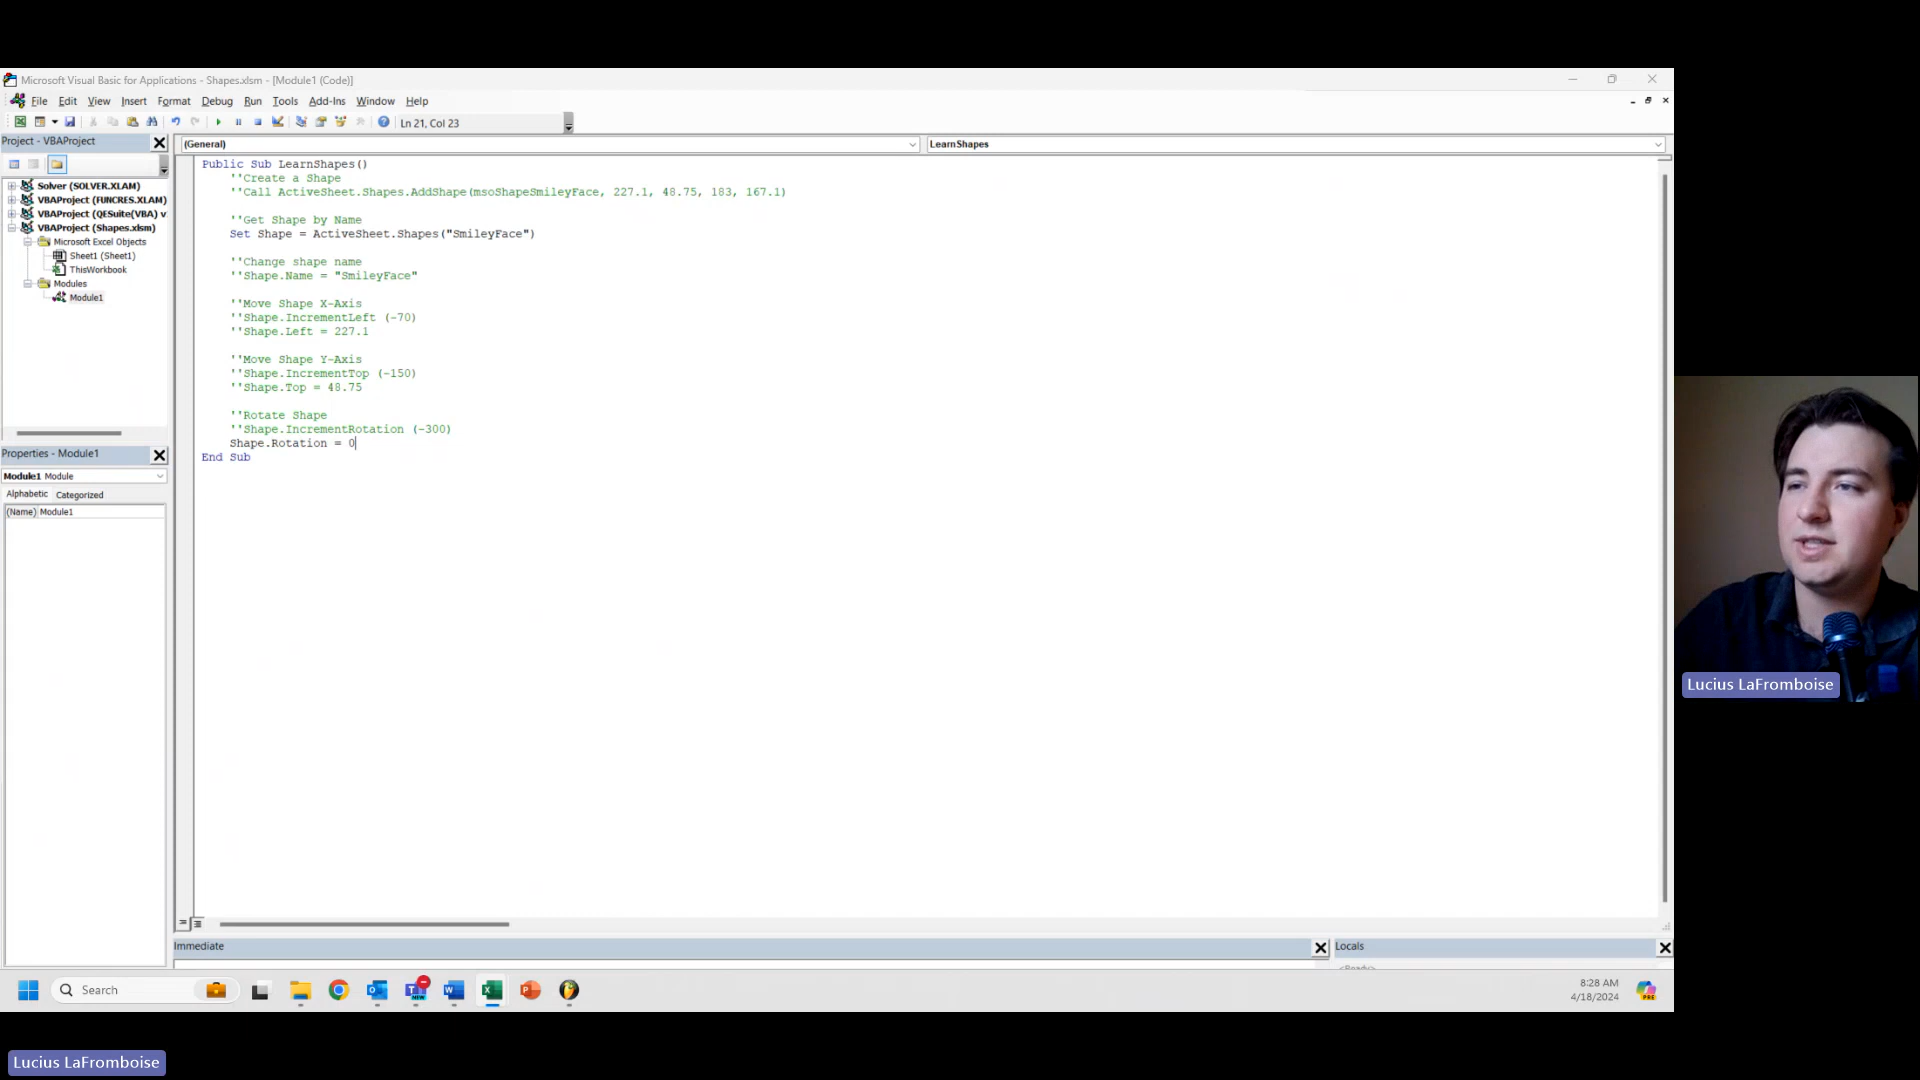 Microsoft Visual Basic for Applications - Shapes.xlsm - [Module1 (Code)]
File Edit View Insert Format Debug Run Tools Add-Ins Window Help
Ln 21, Col 23
Project - VBAProject
Solver (SOLVER.XLAM)
VBAProject (FUNCRES.XLAM)
VBAProject (QESuite(VBA) v
VBAProject (Shapes.xlsm)
Microsoft Excel Objects
Sheet1 (Sheet1)
ThisWorkbook
Modules
Module1
Properties - Module1
Module1 Module
Alphabetic Categorized
(Name) Module1
(General)
LearnShapes
Public Sub LearnShapes()
''Create a Shape
''Call ActiveSheet.Shapes.AddShape(msoShapeSmileyFace, 227.1, 48.75, 183, 167.1)
''Get Shape by Name
Set Shape = ActiveSheet.Shapes("SmileyFace")
''Change shape name
''Shape.Name = "SmileyFace"
''Move Shape X-Axis
''Shape.IncrementLeft (-70)
''Shape.Left = 227.1
''Move Shape Y-Axis
''Shape.IncrementTop (-150)
''Shape.Top = 48.75
''Rotate Shape
''Shape.IncrementRotation (-300)
Shape.Rotation = 0
End Sub
Immediate
Locals
<Ready>
Search
NEW
PRE
8:28 AM
4/18/2024
Lucius LaFromboise
Lucius LaFromboise